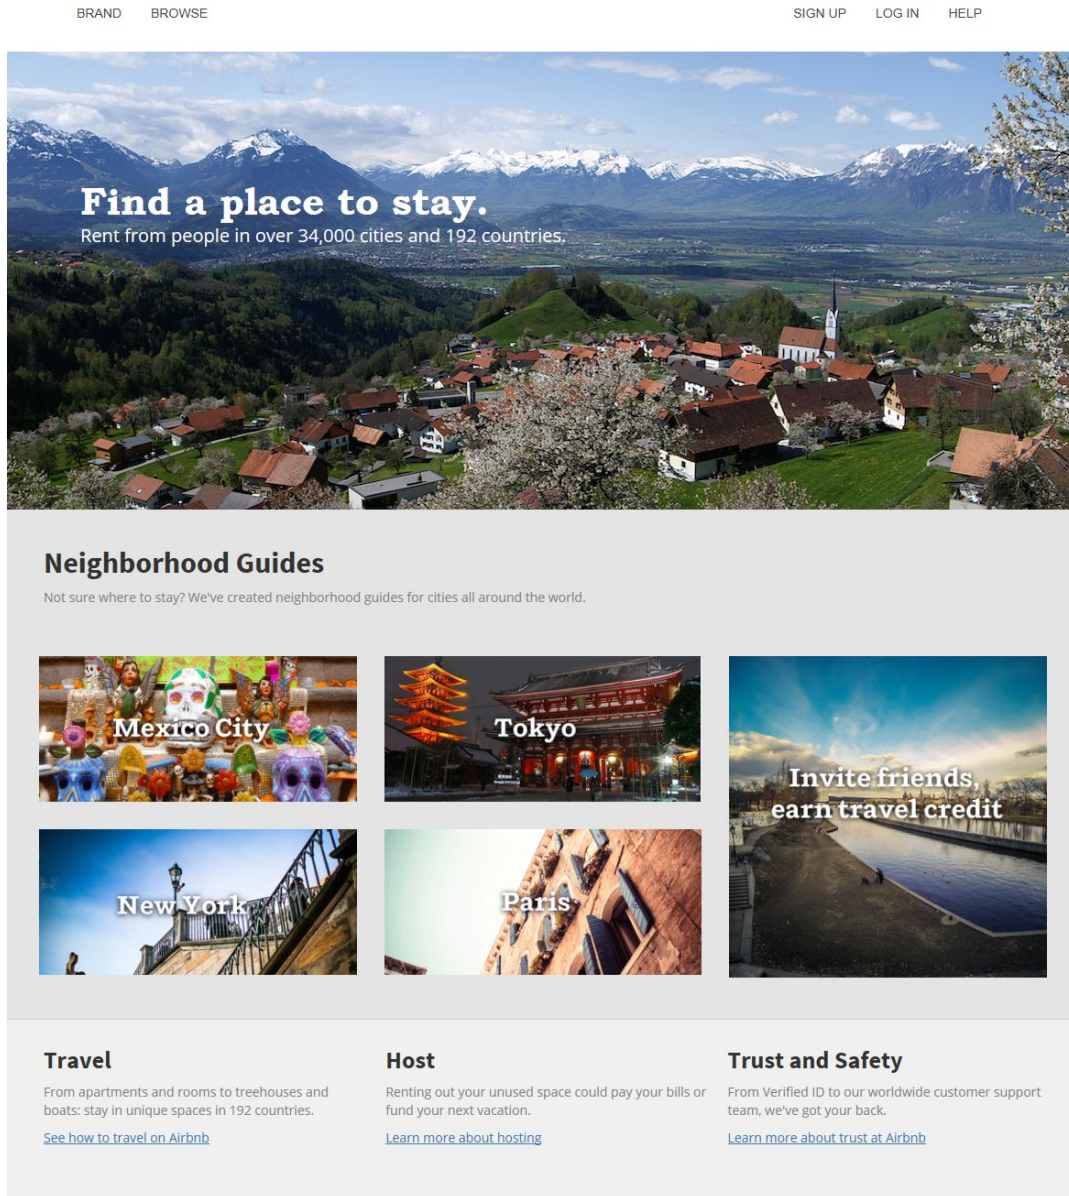 BRAND BROWSE SIGN UP LOG IN HELP
Find a place to stay.
Rent from people in over 34,000 cities and 192 countries.
Neighborhood Guides
Not sure where to stay? We've created neighborhood guides for cities all around the world.
Mexico City
Tokyo
Invite friends,
earn travel credit
New York
Paris
Travel
From apartments and rooms to treehouses and
boats: stay in unique spaces in 192 countries.
See how to travel on Airbnb
Host
Renting out your unused space could pay your bills or
fund your next vacation.
Learn more about hosting
Trust and Safety
From Verified ID to our worldwide customer support
team, we've got your back.
Learn more about trust at Airbnb